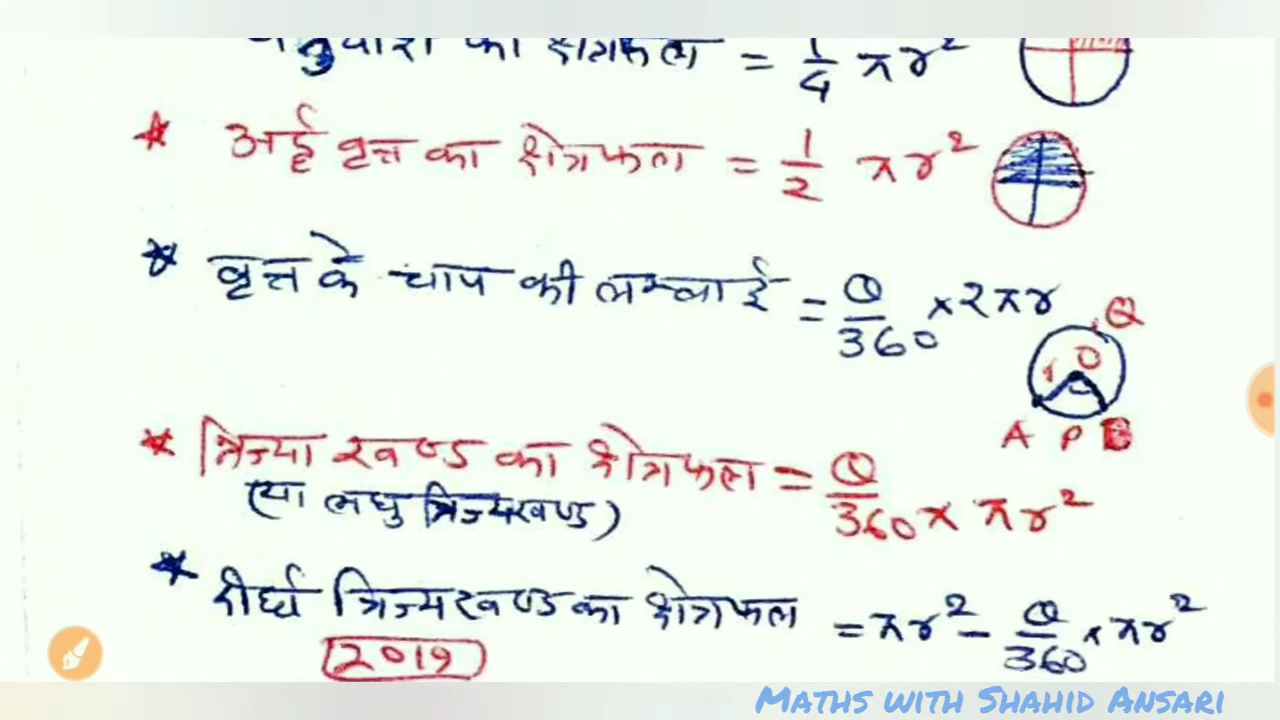 का क्षेत्रफल = 1/4 πr²
★ अर्द्ध वृत्त का क्षेत्रफल = 1/2 πr²
★ वृत्त के चाप की लम्बाई = θ/360 × 2πr
Q
O
r
A P B
★ त्रिज्या खण्ड का क्षेत्रफल = θ/360 × πr²
(या लघु त्रिज्यखण्ड)
★ दीर्घ त्रिज्यखण्ड का क्षेत्रफल = πr² - θ/360 × πr²
2019
MATHS WITH SHAHID ANSARI